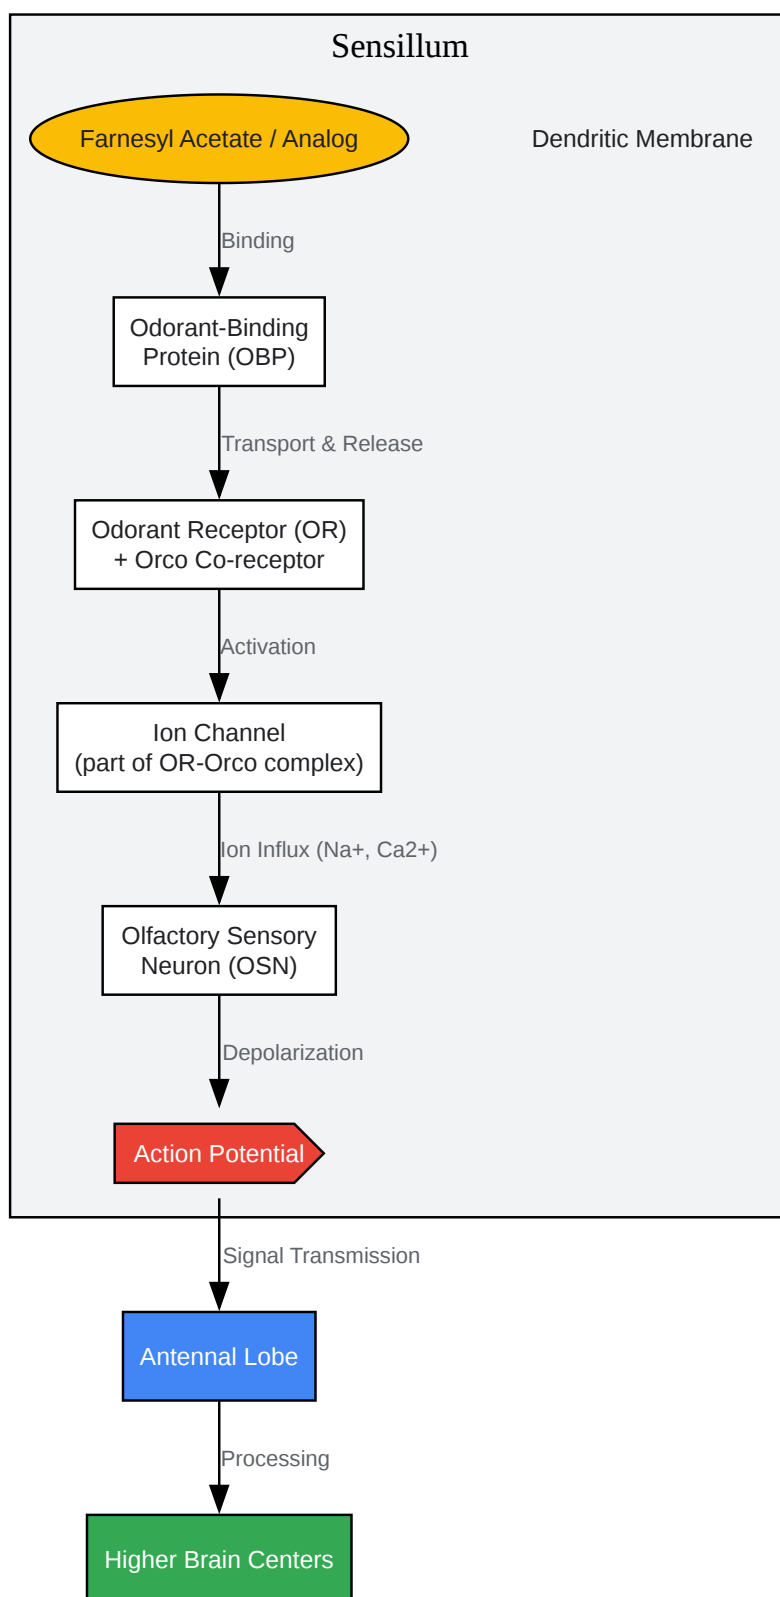 Sensillum
Farnesyl Acetate / Analog
Dendritic Membrane
Binding
Odorant-Binding
Protein (OBP)
Transport & Release
Odorant Receptor (OR)
+ Orco Co-receptor
Activation
Ion Channel
(part of OR-Orco complex)
Ion Influx (Na+, Ca2+)
Olfactory Sensory
Neuron (OSN)
Depolarization
Action Potential
Signal Transmission
Antennal Lobe
Processing
Higher Brain Centers